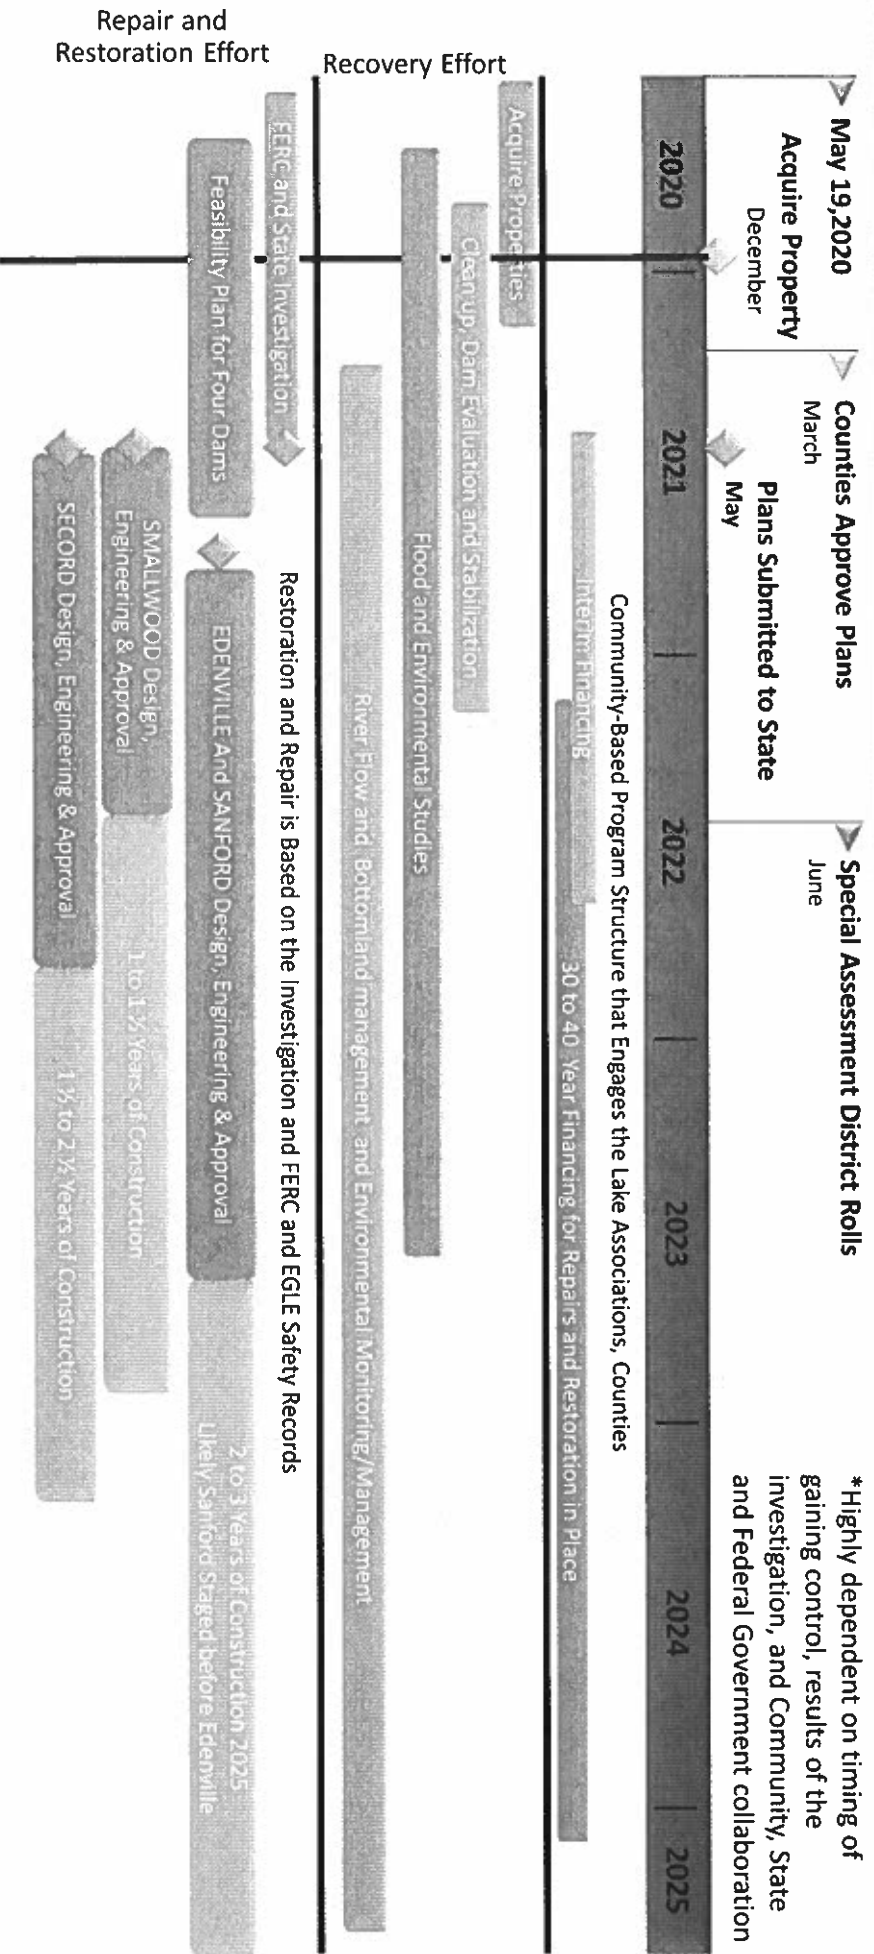 May 19,2020
Acquire Property
December
Counties Approve Plans
March
Plans Submitted to State
May
Special Assessment District Rolls
June
*Highly dependent on timing of
gaining control, results of the
investigation, and Community, State
and Federal Government collaboration
2020
2021
2022
2023
2024
2025
Community-Based Program Structure that Engages the Lake Associations, Counties
Interim Financing
30 to 40 Year Financing for Repairs and Restoration in Place
Recovery Effort
Acquire Properties
Clean up, Dam Evaluation and Stabilization
Flood and Environmental Studies
River Flow and Bottomland management and Environmental Monitoring/Management
Repair and
Restoration Effort
FERC and State Investigation
Restoration and Repair is Based on the Investigation and FERC and EGLE Safety Records
Feasibility Plan for Four Dams
EDENVILLE And SANFORD Design, Engineering & Approval
2 to 3 Years of Construction 2025
Likely Sanford Staged before Edenville
SMALLWOOD Design,
Engineering & Approval
1 to 1 ½ Years of Construction
SECORD Design, Engineering & Approval
1 ½ to 2 ½ Years of Construction